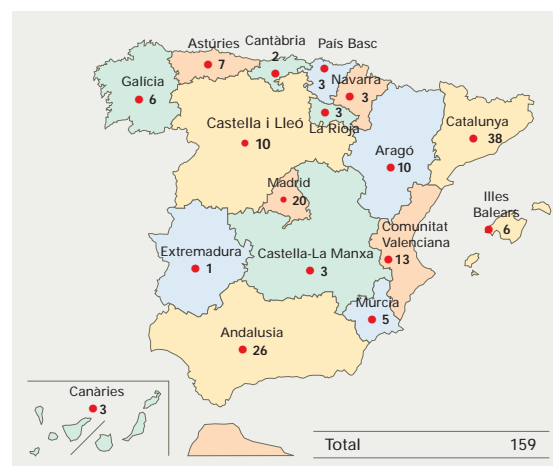 Astúries
7
Cantàbria
2
País Basc
3
Galícia
6
Navarra
3
3
La Rioja
Castella i Lleó
10
Catalunya
38
Aragó
10
Madrid
20
Illes
Balears
6
Comunitat
Valenciana
13
Extremadura
1
Castella-La Manxa
3
Múrcia
5
Andalusia
26
Canàries
3
Total 159